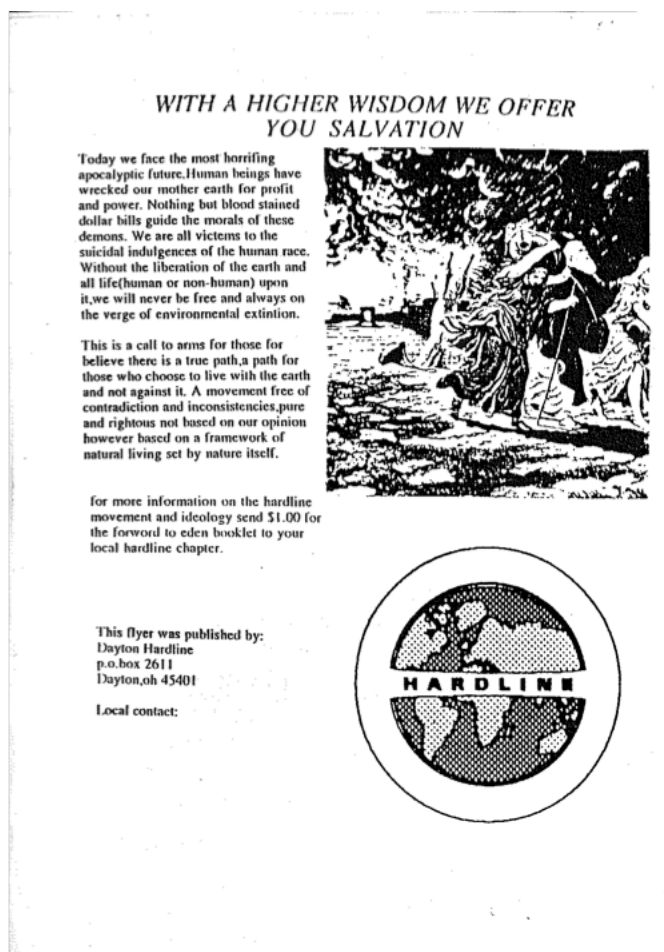 WITH A HIGHER WISDOM WE OFFER
YOU SALVATION
Today we face the most horrifing
apocalyptic future.Human beings have
wrecked our mother earth for profit
and power. Nothing but blood stained
dollar bills guide the morals of these
demons. We are all victems to the
suicidal indulgences of the human race.
Without the liberation of the earth and
all life(human or non-human) upon
it,we will never be free and always on
the verge of environmental extintion.
This is a call to arms for those for
believe there is a true path,a path for
those who choose to live with the earth
and not against it. A movement free of
contradiction and inconsistencies,pure
and rightous not based on our opinion
however based on a framework of
natural living set by nature itself.
for more information on the hardline
movement and ideology send $1.00 for
the forword to eden booklet to your
local hardline chapter.
This flyer was published by:
Dayton Hardline
p.o.box 2611
Dayton,oh 45401
Local contact:
HARDLINE